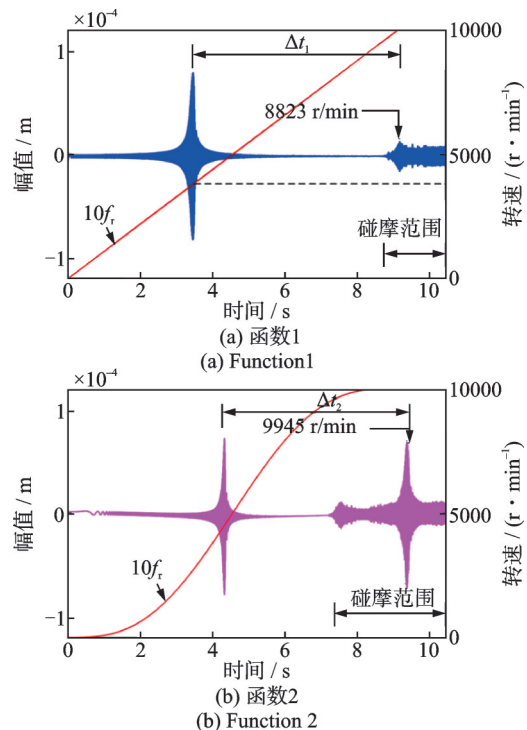 ×10⁻⁴
1
0
−1
幅值 / m
Δt₁
8823 r/min
10fᵣ
碰摩范围
10000
5000
0
转速 / (r · min⁻¹)
0 2 4 6 8 10
时间 / s
(a) 函数1
(a) Function1
×10⁻⁴
1
0
−1
幅值 / m
Δt₂
9945 r/min
10fᵣ
碰摩范围
10000
5000
0
转速 / (r · min⁻¹)
0 2 4 6 8 10
时间 / s
(b) 函数2
(b) Function 2